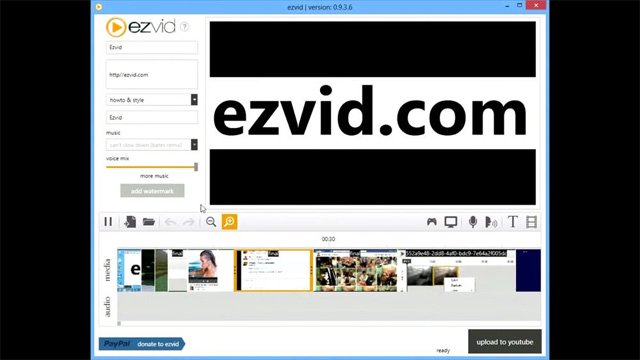 ezvid | version: 0.9.3.6
ezvid ?
Ezvid
http//ezvid.com
howto & style
Ezvid
music
can't slow down (bates remix)
voice mix
more music
add watermark
ezvid.com
T
00:30
media
final
final
final
552a9e48-2dd8-4af0-bdc9-7e64a2f005dc
audio
PayPal donate to ezvid
ready
upload to youtube